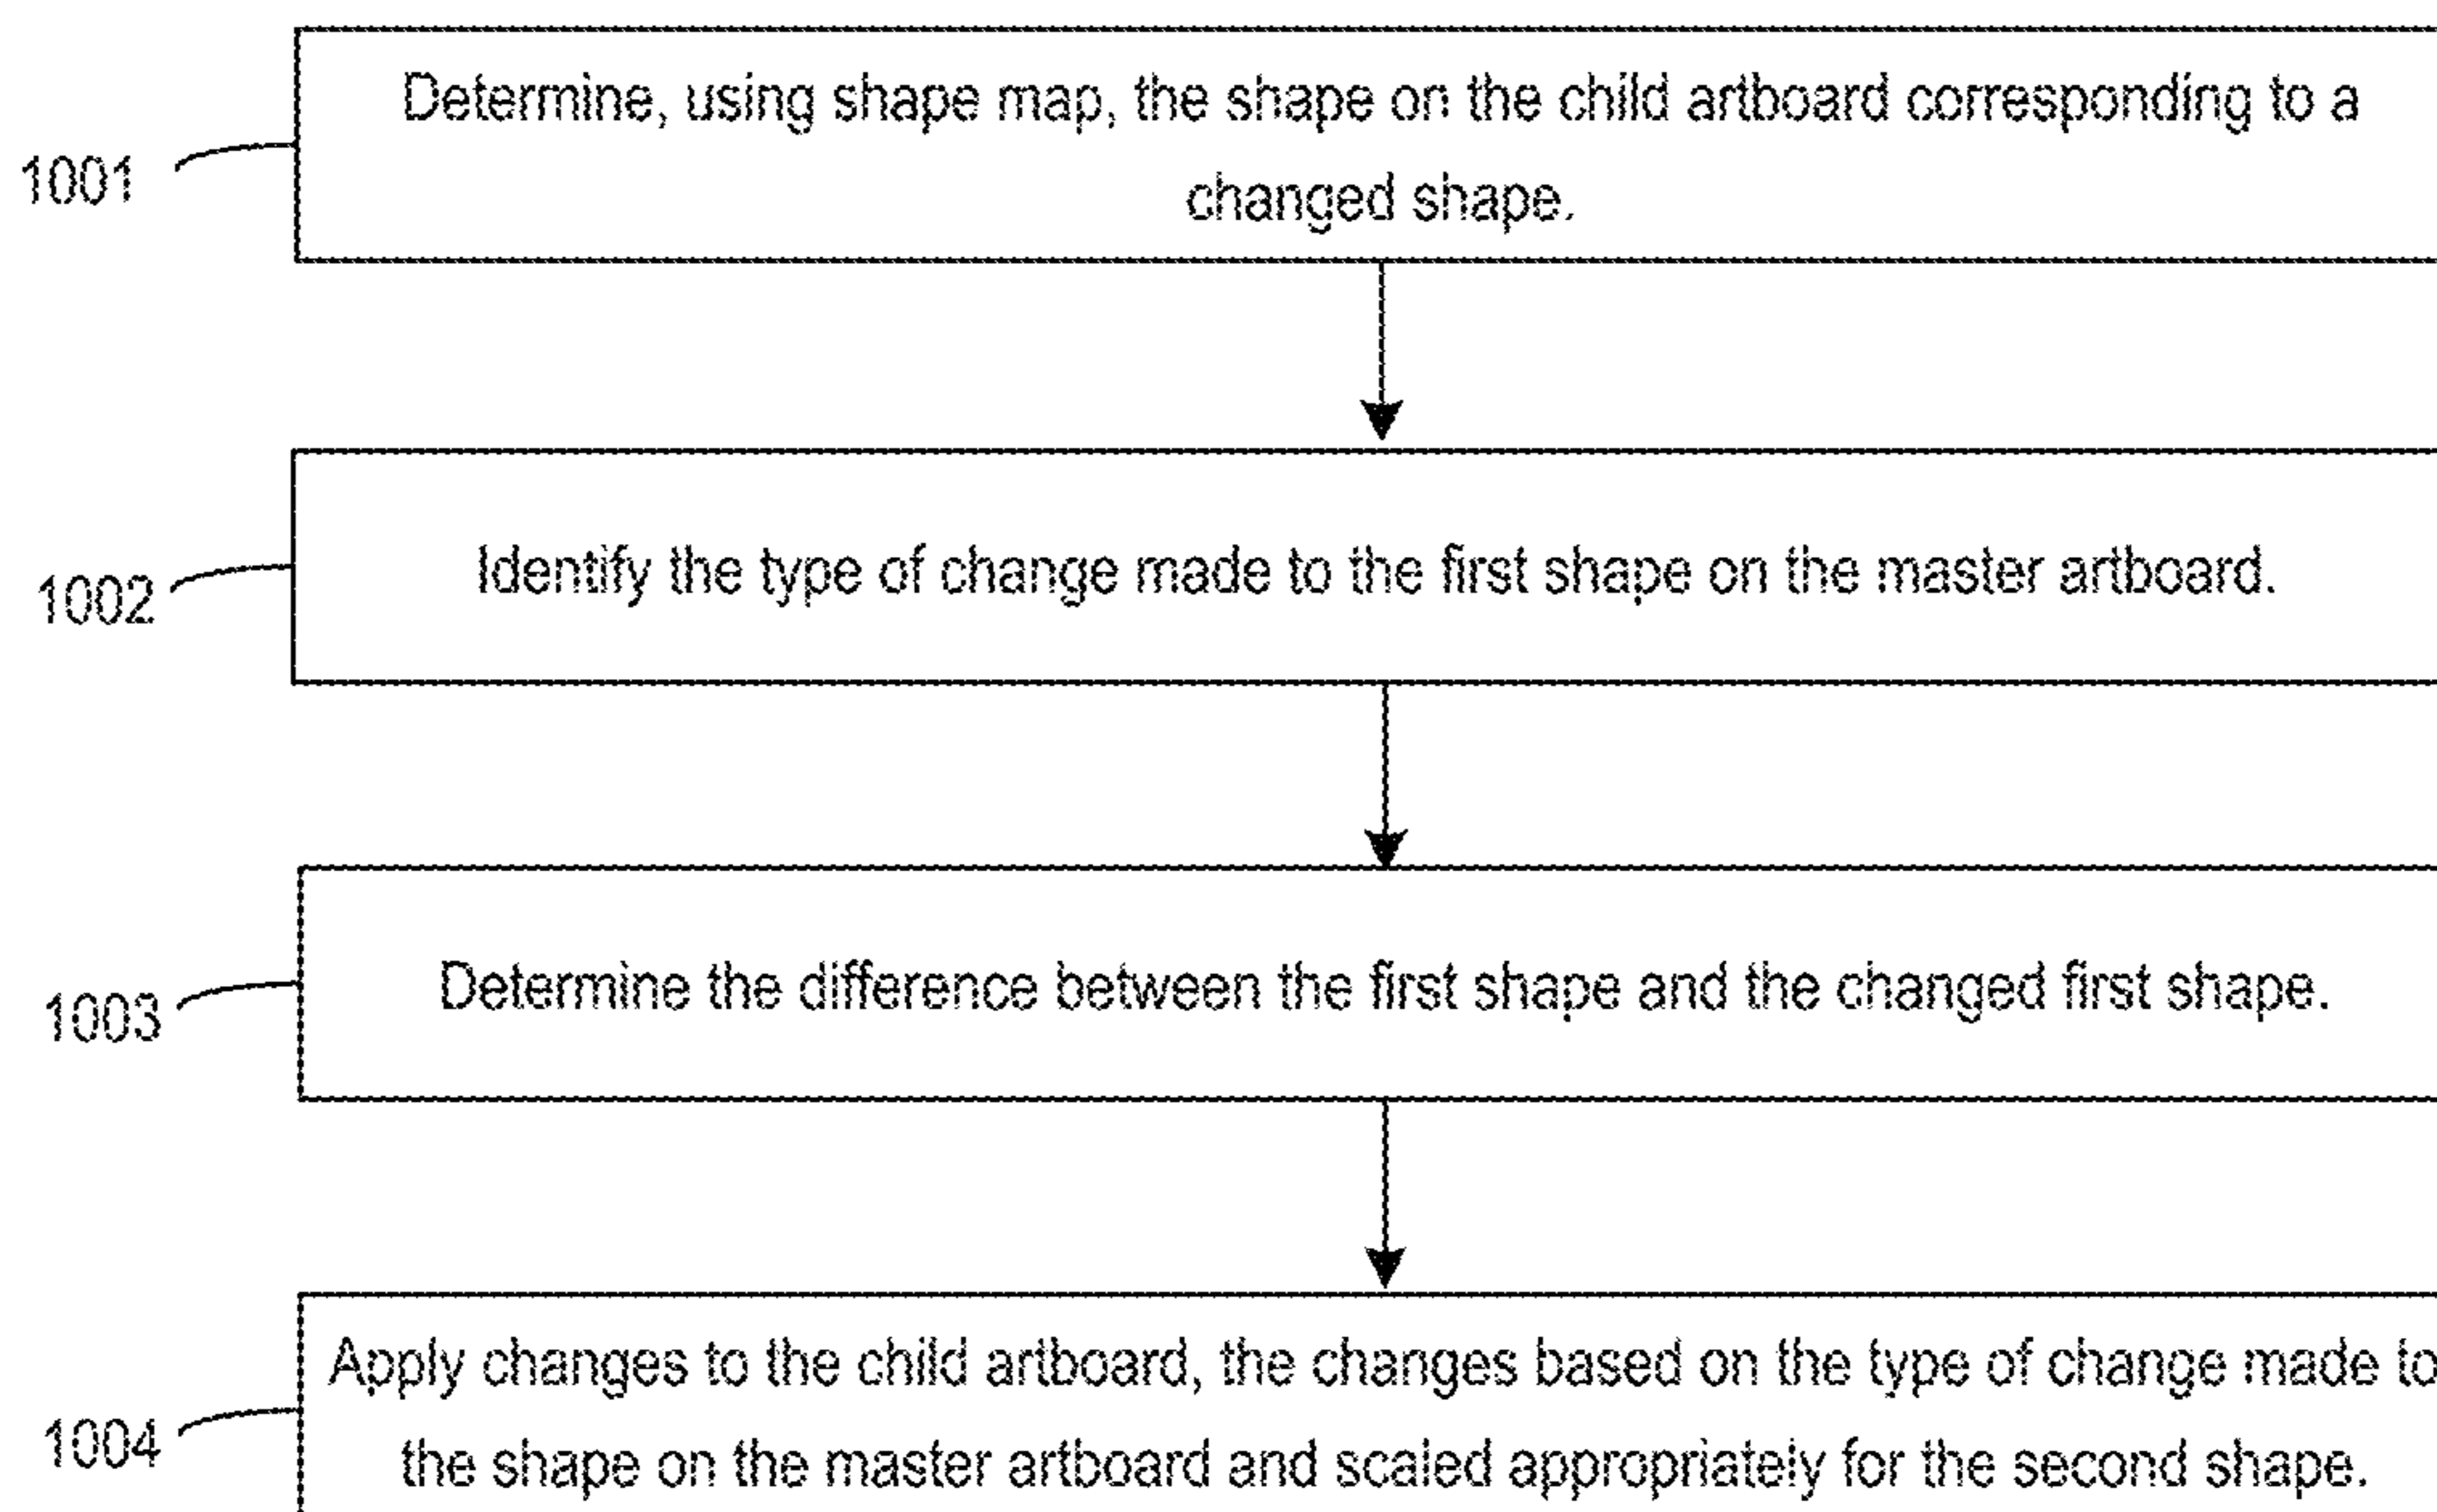 Determine, using shape map, the shape on the child artboard corresponding to a
changed shape.
1001
Identify the type of change made to the first shape on the master artboard.
1002
Determine the difference between the first shape and the changed first shape.
1003
Apply changes to the child artboard, the changes based on the type of change made to
the shape on the master artboard and scaled appropriately for the second shape.
1004